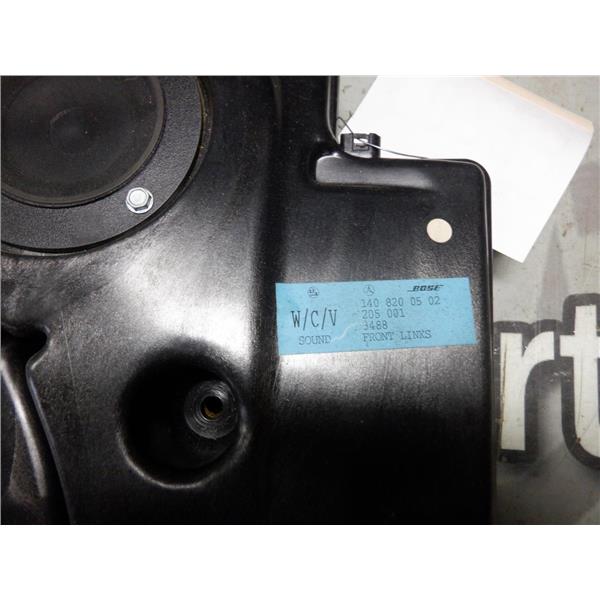 BOSE
140 820 05 02
W/C/V 205 001
3488
SOUND FRONT LINKS
rt